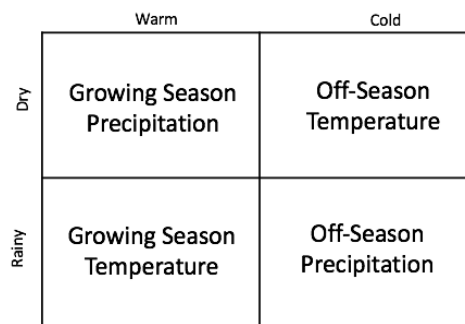 Warm
Cold
Dry
Growing Season
Precipitation
Off-Season
Temperature
Rainy
Growing Season
Temperature
Off-Season
Precipitation